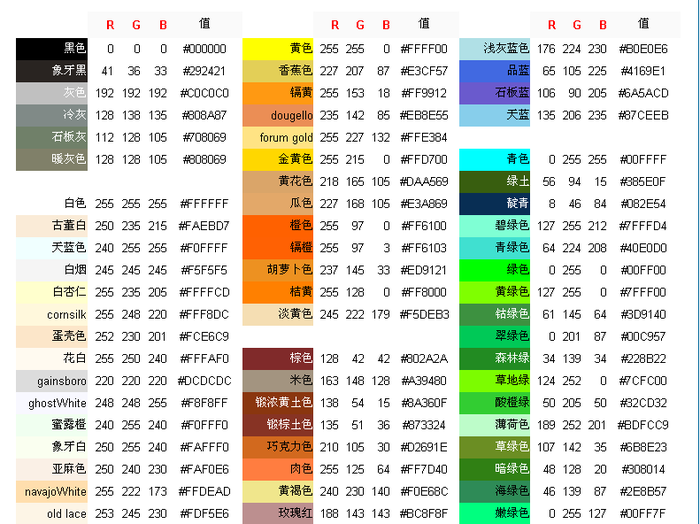 R G B 值 R G B 值 R G B 值
黑色 0 0 0 #000000 黄色 255 255 0 #FFFF00 浅灰蓝色 176 224 230 #B0E0E6
象牙黑 41 36 33 #292421 香蕉色 227 207 87 #E3CF57 品蓝 65 105 225 #4169E1
灰色 192 192 192 #C0C0C0 镉黄 255 153 18 #FF9912 石板蓝 106 90 205 #6A5ACD
冷灰 128 138 135 #808A87 dougello 235 142 85 #EB8E55 天蓝 135 206 235 #87CEEB
石板灰 112 128 105 #708069 forum gold 255 227 132 #FFE384
暖灰色 128 128 105 #808069 金黄色 255 215 0 #FFD700 青色 0 255 255 #00FFFF
黄花色 218 165 105 #DAA569 绿土 56 94 15 #385E0F
白色 255 255 255 #FFFFFF 瓜色 227 168 105 #E3A869 靛青 8 46 84 #082E54
古董白 250 235 215 #FAEBD7 橙色 255 97 0 #FF6100 碧绿色 127 255 212 #7FFFD4
天蓝色 240 255 255 #F0FFFF 镉橙 255 97 3 #FF6103 青绿色 64 224 208 #40E0D0
白烟 245 245 245 #F5F5F5 胡萝卜色 237 145 33 #ED9121 绿色 0 255 0 #00FF00
白杏仁 255 235 205 #FFFFCD 桔黄 255 128 0 #FF8000 黄绿色 127 255 0 #7FFF00
cornsilk 255 248 220 #FFF8DC 淡黄色 245 222 179 #F5DEB3 钴绿色 61 145 64 #3D9140
蛋壳色 252 230 201 #FCE6C9 翠绿色 0 201 87 #00C957
花白 255 250 240 #FFFAF0 棕色 128 42 42 #802A2A 森林绿 34 139 34 #228B22
gainsboro 220 220 220 #DCDCDC 米色 163 148 128 #A39480 草地绿 124 252 0 #7CFC00
ghostWhite 248 248 255 #F8F8FF 锻浓黄土色 138 54 15 #8A360F 酸橙绿 50 205 50 #32CD32
蜜露橙 240 255 240 #F0FFF0 锻棕土色 135 51 36 #873324 薄荷色 189 252 201 #BDFCC9
象牙白 250 255 240 #FAFFF0 巧克力色 210 105 30 #D2691E 草绿色 107 142 35 #6B8E23
亚麻色 250 240 230 #FAF0E6 肉色 255 125 64 #FF7D40 暗绿色 48 128 20 #308014
navajoWhite 255 222 173 #FFDEAD 黄褐色 240 230 140 #F0E68C 海绿色 46 139 87 #2E8B57
old lace 253 245 230 #FDF5E6 玫瑰红 188 143 143 #BC8F8F 嫩绿色 0 255 127 #00FF7F